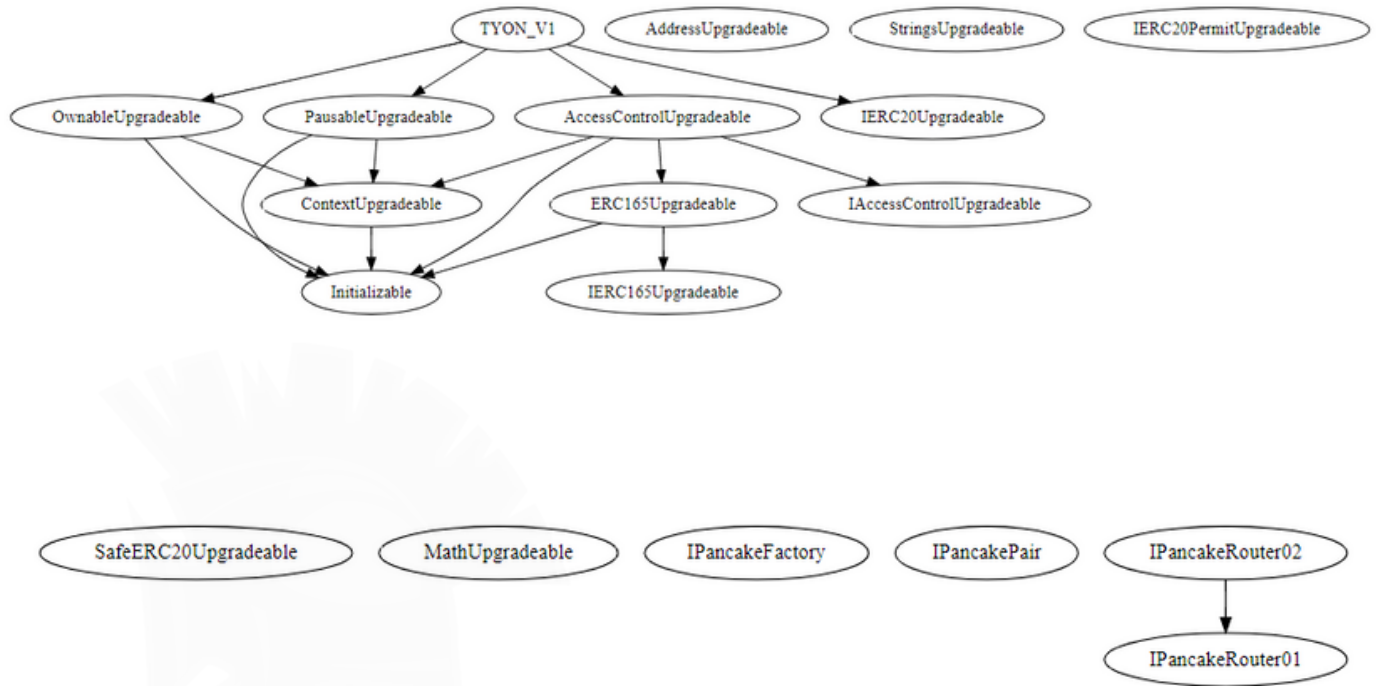 TYON_V1 AddressUpgradeable StringsUpgradeable IERC20PermitUpgradeable
OwnableUpgradeable PausableUpgradeable AccessControlUpgradeable IERC20Upgradeable
ContextUpgradeable ERC165Upgradeable IAccessControlUpgradeable
Initializable IERC165Upgradeable
SafeERC20Upgradeable MathUpgradeable IPancakeFactory IPancakePair IPancakeRouter02
IPancakeRouter01